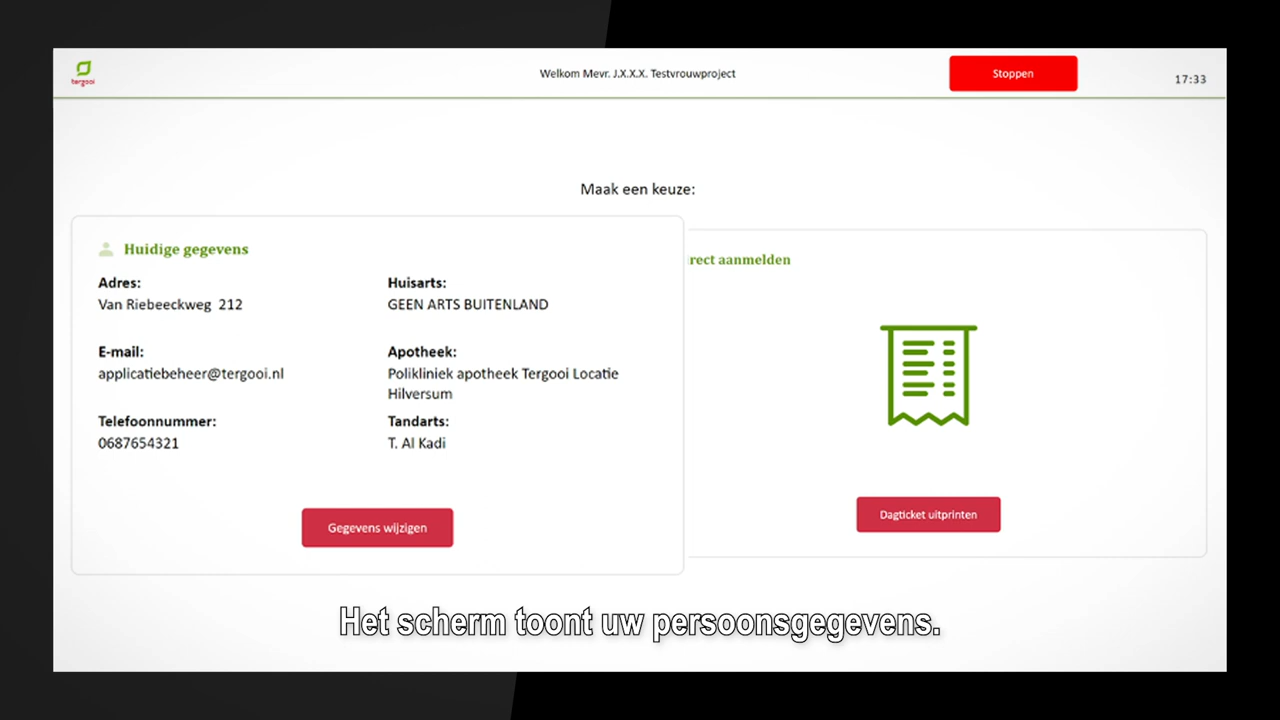 tergooi
Welkom Mevr. J.X.X.X. Testvrouwproject
Stoppen
17:33
Maak een keuze:
Huidige gegevens
Adres:
Van Riebeeckweg 212
E-mail:
applicatiebeheer@tergooi.nl
Telefoonnummer:
0687654321
Huisarts:
GEEN ARTS BUITENLAND
Apotheek:
Polikliniek apotheek Tergooi Locatie
Hilversum
Tandarts:
T. Al Kadi
Gegevens wijzigen
rect aanmelden
Dagticket uitprinten
Het scherm toont uw persoonsgegevens.